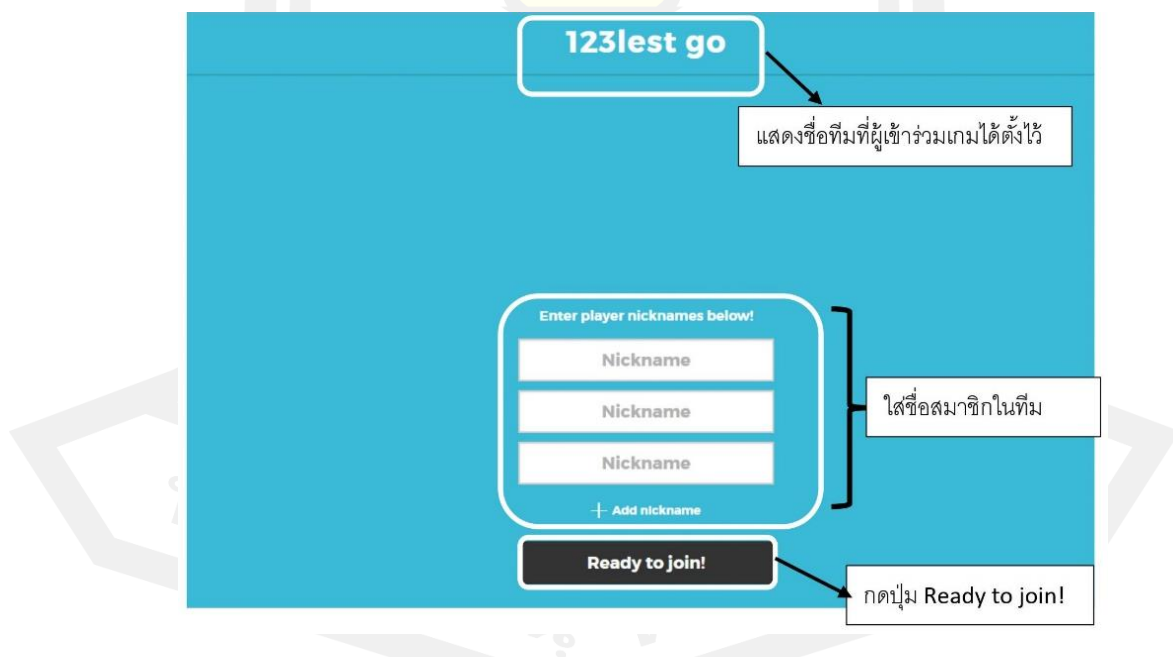 123lest go
แสดงชื่อทีมที่ผู้เข้าร่วมเกมได้ตั้งไว้
Enter player nicknames below!
Nickname
Nickname
Nickname
ใส่ชื่อสมาชิกในทีม
+ Add nickname
Ready to join!
กดปุ่ม Ready to join!